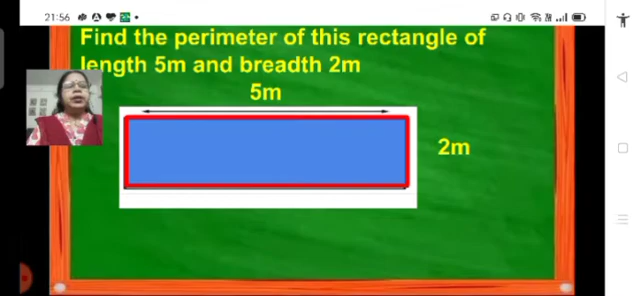 21:56
Find the perimeter of this rectangle of
length 5m and breadth 2m
5m
2m